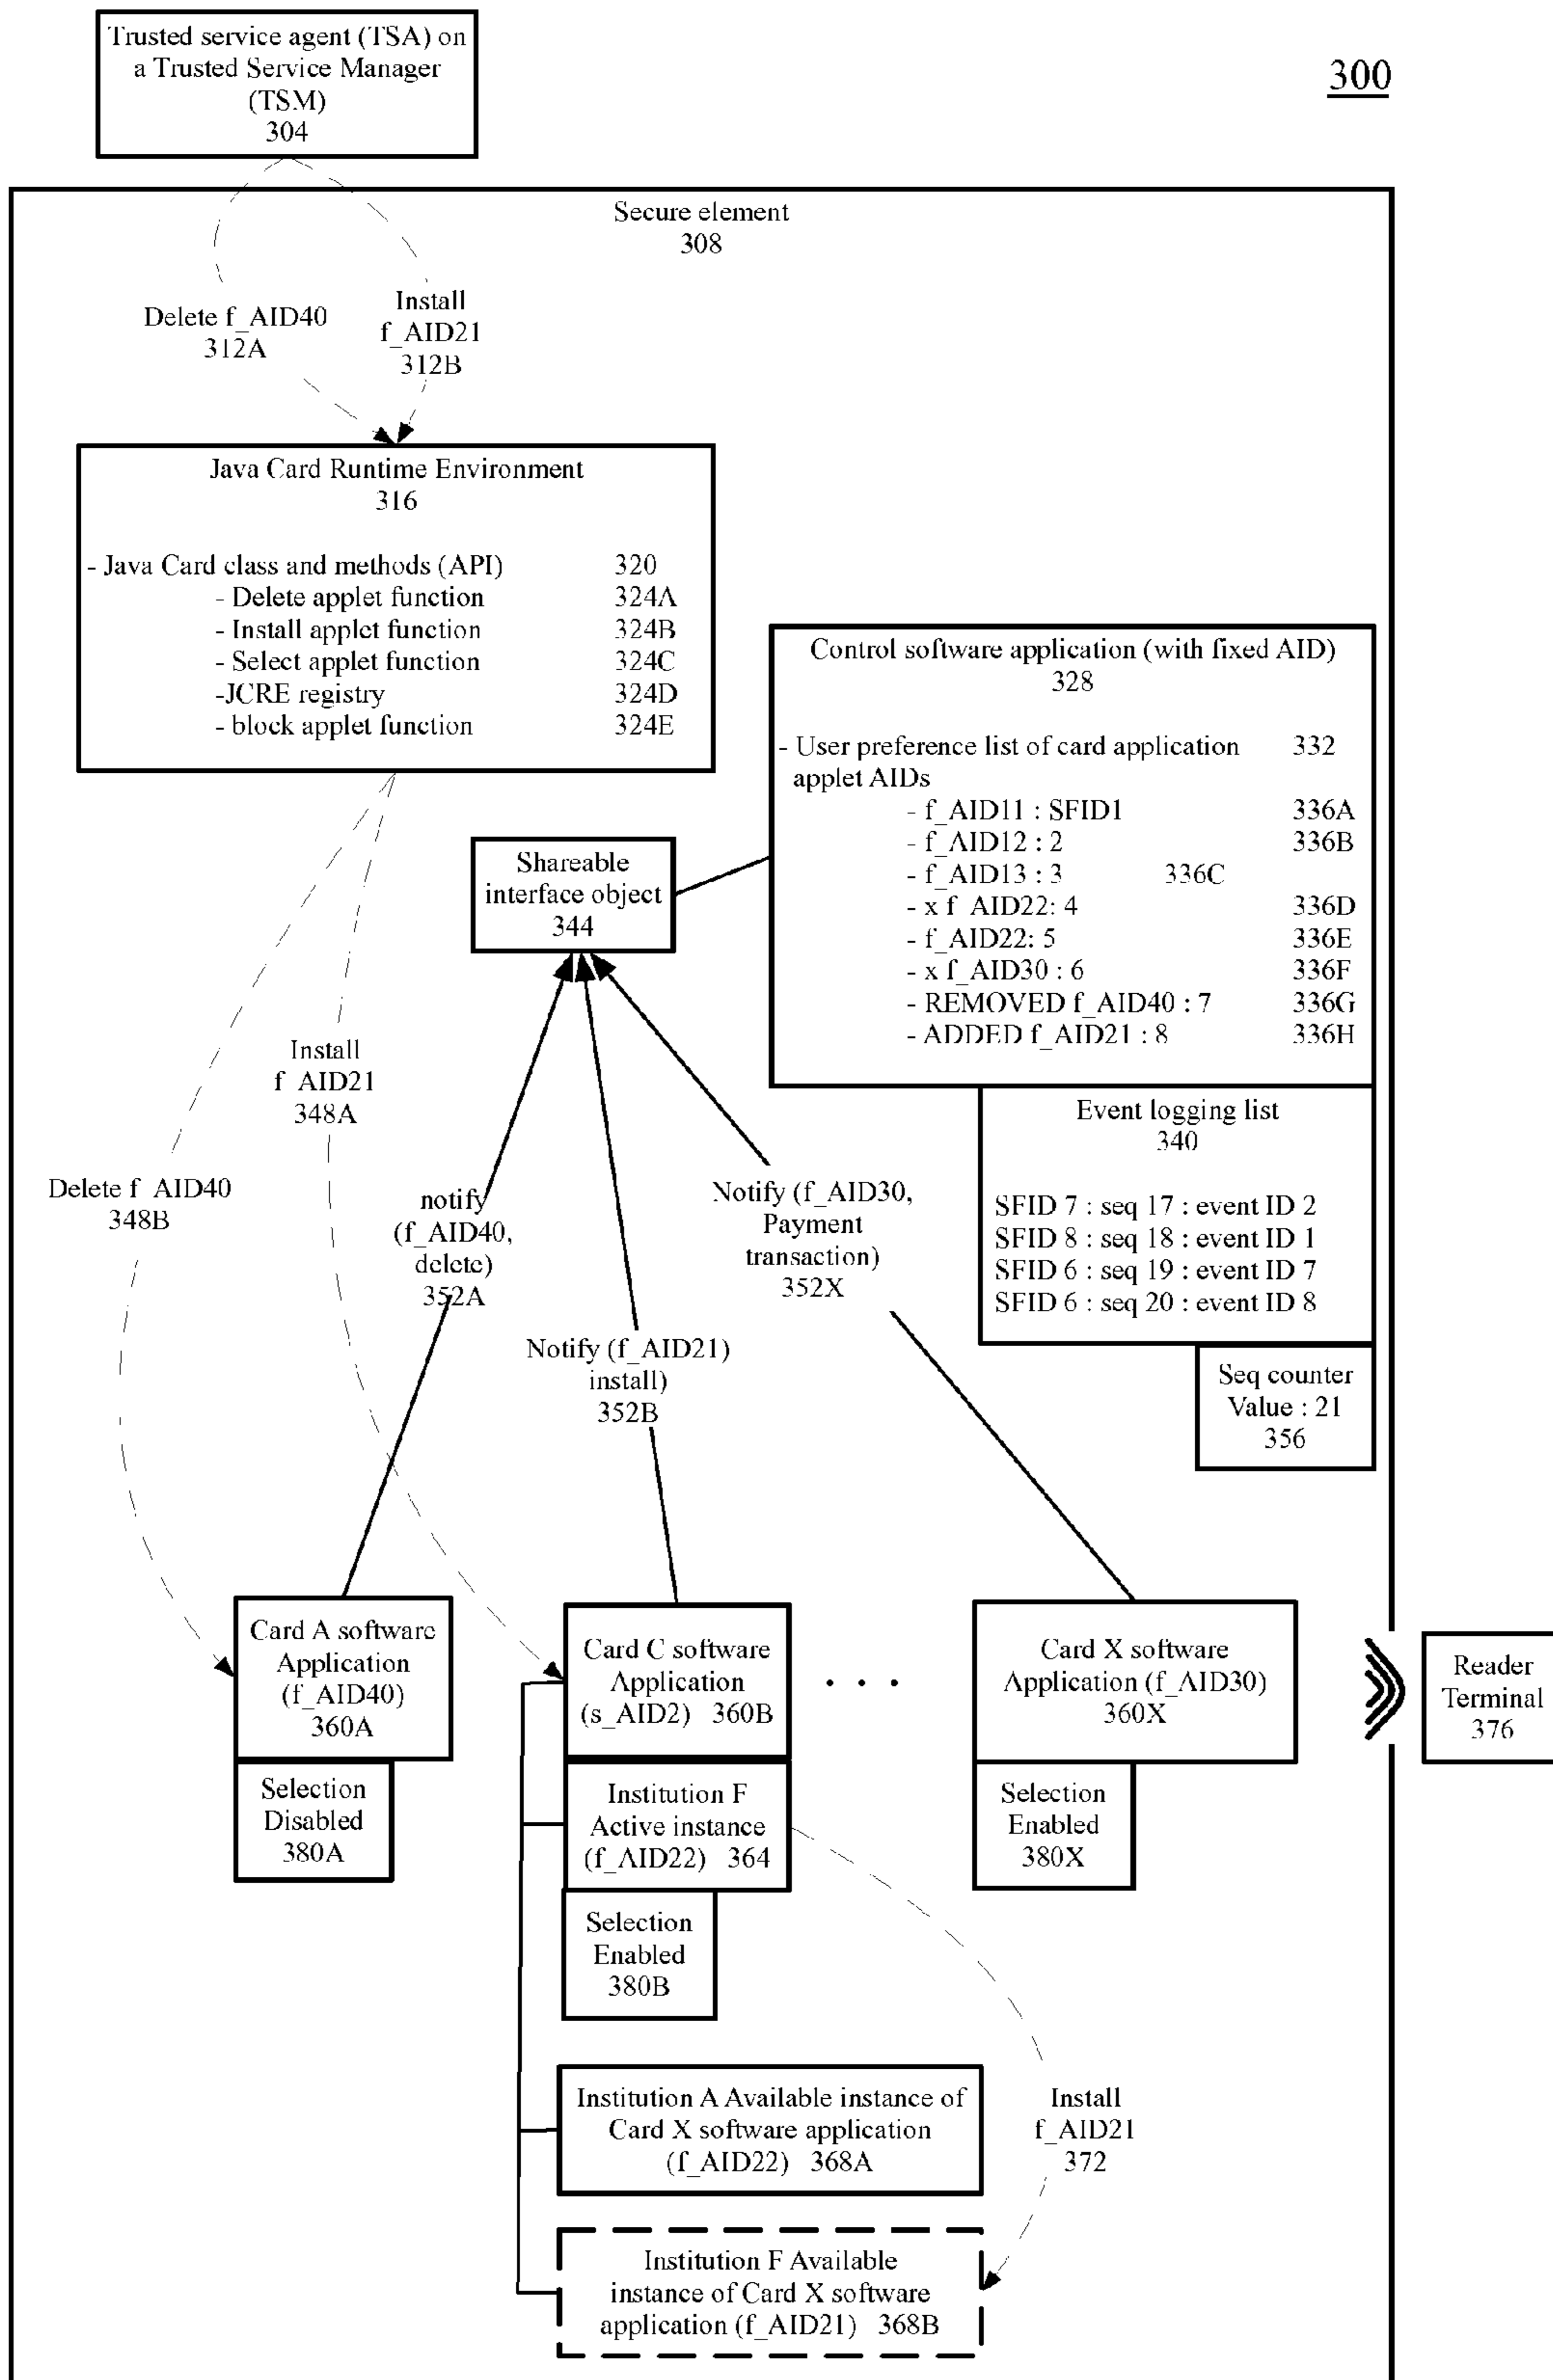 Trusted service agent (TSA) on
a Trusted Service Manager
(TSM)
304
300
Secure element
308
Delete f_AID40
312A
Install
f_AID21
312B
Java Card Runtime Environment
316
- Java Card class and methods (API) 320
- Delete applet function 324A
- Install applet function 324B
- Select applet function 324C
-JCRE registry 324D
- block applet function 324E
Control software application (with fixed AID)
328
- User preference list of card application 332
applet AIDs
- f_AID11 : SFID1 336A
- f_AID12 : 2 336B
- f_AID13 : 3 336C
- x f_AID22: 4 336D
- f_AID22: 5 336E
- x f_AID30 : 6 336F
- REMOVED f_AID40 : 7 336G
- ADDED f_AID21 : 8 336H
Shareable
interface object
344
Install
f_AID21
348A
Event logging list
340
SFID 7 : seq 17 : event ID 2
SFID 8 : seq 18 : event ID 1
SFID 6 : seq 19 : event ID 7
SFID 6 : seq 20 : event ID 8
Delete f_AID40
348B
notify
(f_AID40,
delete)
352A
Notify (f_AID30,
Payment
transaction)
352X
Notify (f_AID21)
install)
352B
Seq counter
Value : 21
356
Card A software
Application
(f_AID40)
360A
Selection
Disabled
380A
Card C software
Application
(s_AID2) 360B
Institution F
Active instance
(f_AID22) 364
Selection
Enabled
380B
. . .
Card X software
Application (f_AID30)
360X
Selection
Enabled
380X
Reader
Terminal
376
Institution A Available instance of
Card X software application
(f_AID22) 368A
Install
f_AID21
372
Institution F Available
instance of Card X software
application (f_AID21) 368B